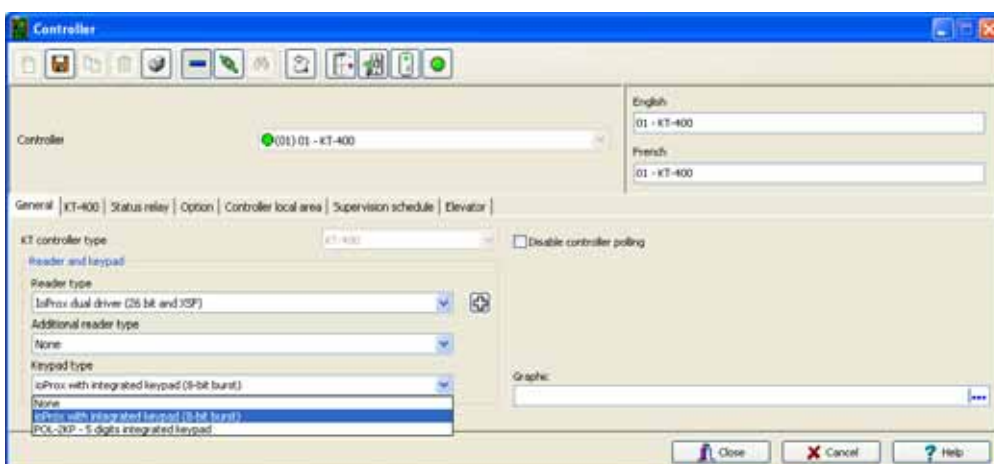 Controller
English
01 - KT-400
Controller
(01) 01 - KT-400
French
01 - KT-400
General
KT-400
Status relay
Option
Controller local area
Supervision schedule
Elevator
KT controller type
KT-400
Disable controller polling
Reader and keypad
Reader type
IoProx dual driver (26 bit and XSF)
Additional reader type
None
Keypad type
ioProx with integrated keypad (8-bit burst)
Graphic
None
ioProx with integrated keypad (8-bit burst)
POL-2KP - 5 digits integrated keypad
Close
Cancel
Help